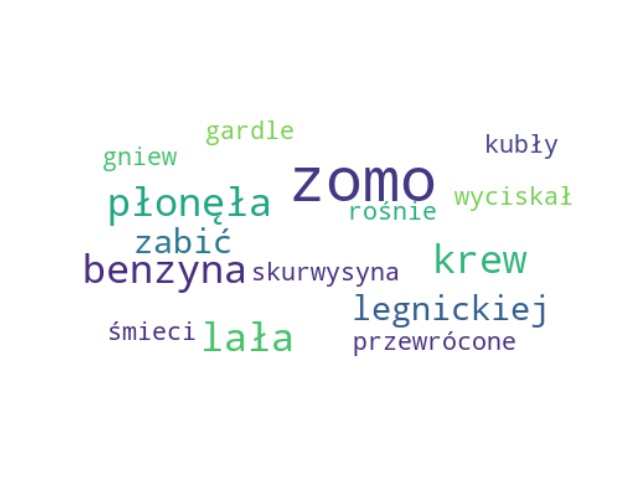 gardle
kubły
gniew
zomo
wyciskał
płonęła
rośnie
zabić
krew
benzyna
skurwysyna
legnickiej
śmieci
lała
przewrócone